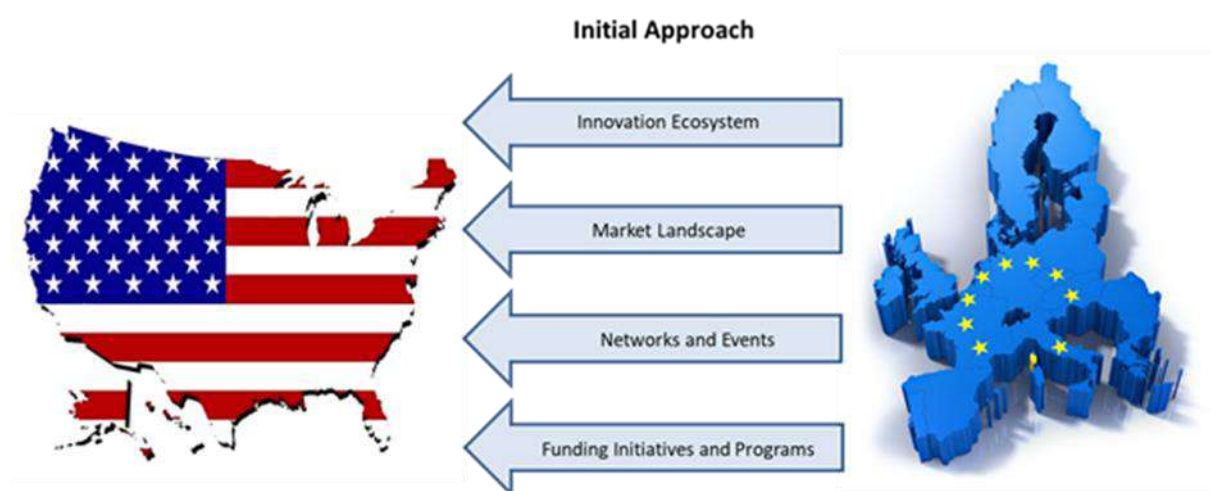 Initial Approach
Innovation Ecosystem
Market Landscape
Networks and Events
Funding Initiatives and Programs